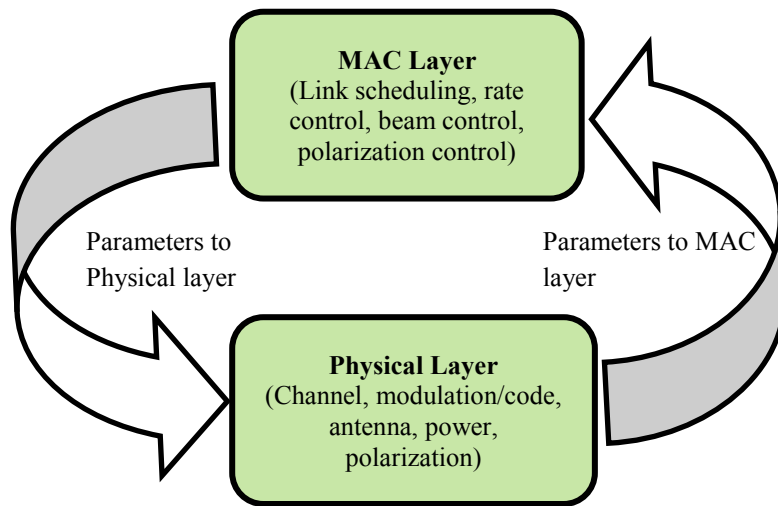 MAC Layer
(Link scheduling, rate
control, beam control,
polarization control)
Parameters to
Physical layer
Parameters to MAC
layer
Physical Layer
(Channel, modulation/code,
antenna, power,
polarization)